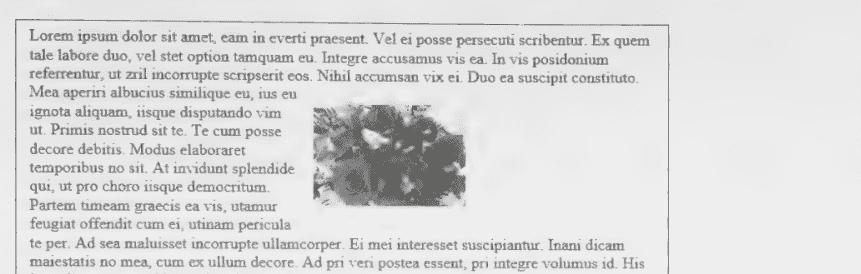 Lorem ipsum dolor sit amet, eam in everti praesent. Vel ei posse persecuti scribentur. Ex quem
tale labore duo, vel stet option tamquam eu. Integre accusamus vis ea. In vis posidonium
referrentur, ut zril incorrupte scripserit eos. Nihil accumsan vix ei. Duo ea suscipit constituto.
Mea aperiri albucius similique eu, ius eu
ignota aliquam, iisque disputando vim
ut. Primis nostrud sit te. Te cum posse
decore debitis. Modus elaboraret
temporibus no sit. At invidunt splendide
qui, ut pro choro iisque democritum.
Partem timeam graecis ea vis, utamur
feugiat offendit cum ei, utinam pericula
te per. Ad sea maluisset incorrupte ullamcorper. Ei mei interesset suscipiantur. Inani dicam
maiestatis no mea, cum ex ullum decore. Ad pri veri postea essent, pri integre volumus id. His